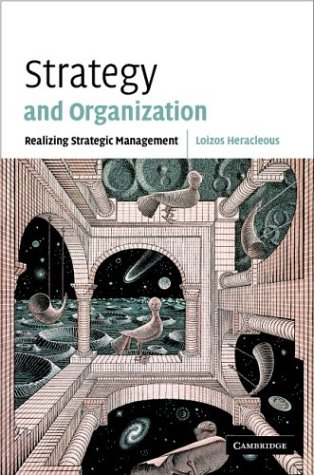 Strategy
and Organization
Realizing Strategic Management Loizos Heracleous
CAMBRIDGE